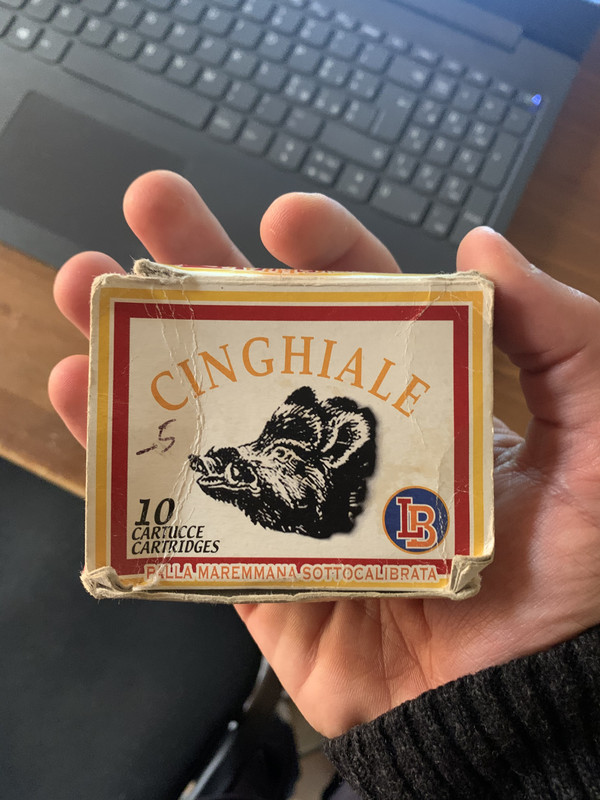 CINGHIALE
-5
10
CARTUCCE
CARTRIDGES
LB
PALLA MAREMMANA SOTTOCALIBRATA